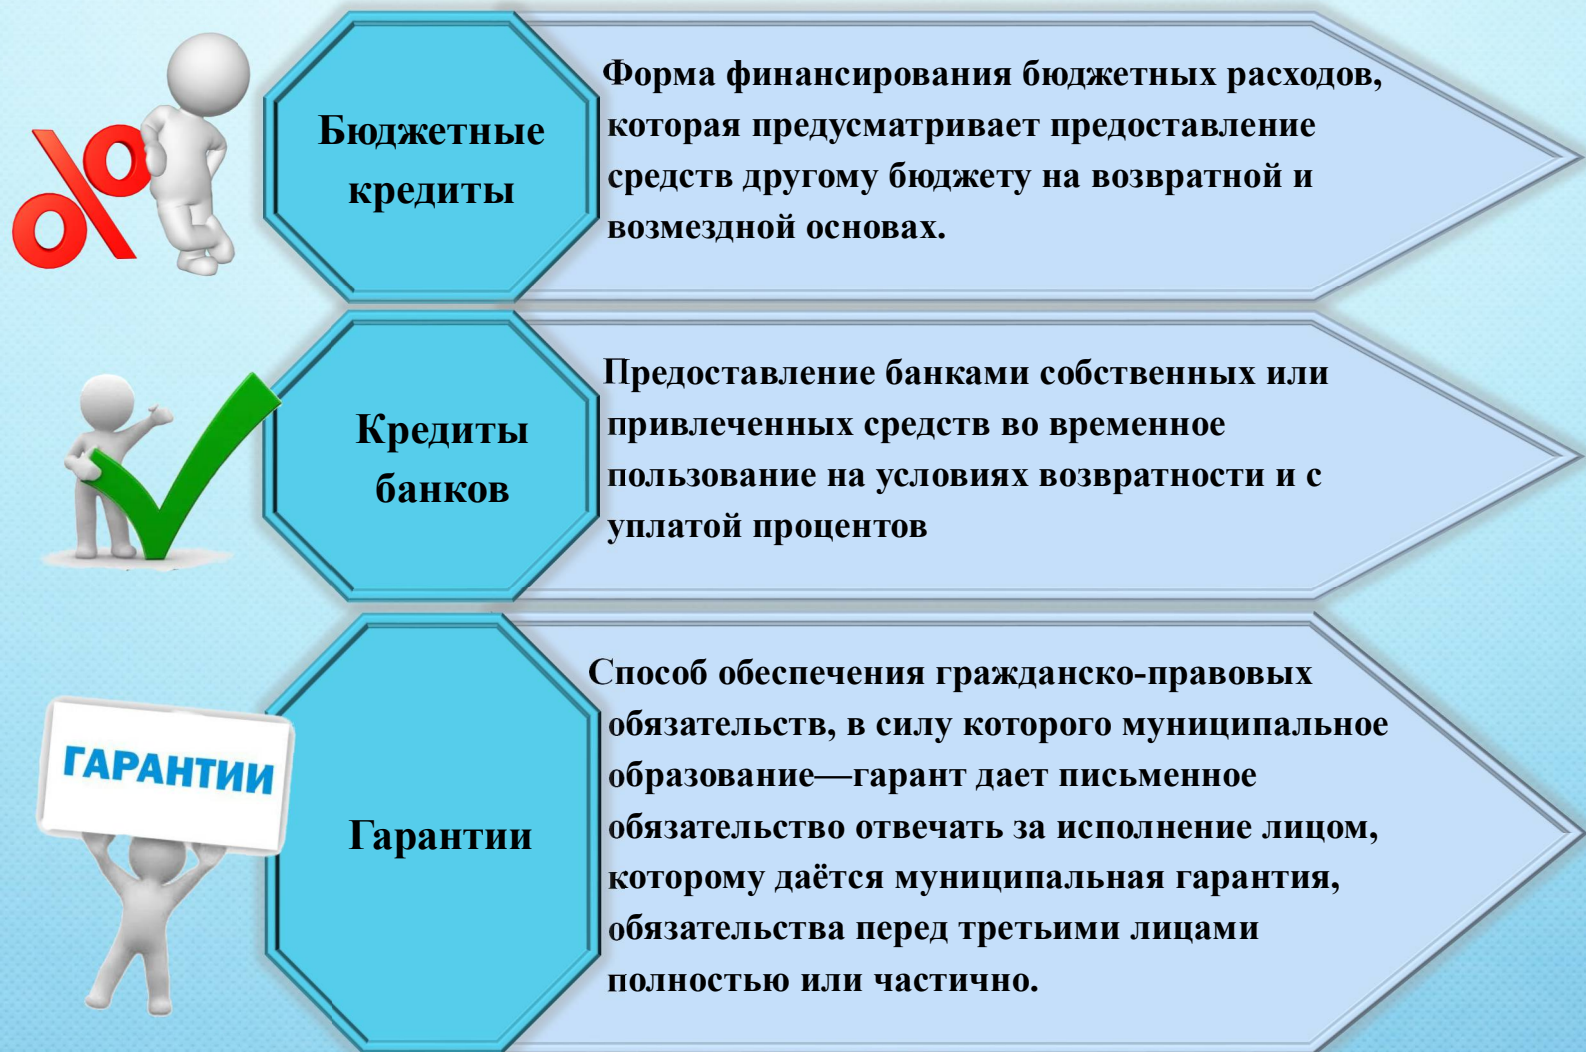 Бюджетные
кредиты
Форма финансирования бюджетных расходов,
которая предусматривает предоставление
средств другому бюджету на возвратной и
возмездной основах.
Кредиты
банков
Предоставление банками собственных или
привлеченных средств во временное
пользование на условиях возвратности и с
уплатой процентов
ГАРАНТИИ
Гарантии
Способ обеспечения гражданско-правовых
обязательств, в силу которого муниципальное
образование—гарант дает письменное
обязательство отвечать за исполнение лицом,
которому даётся муниципальная гарантия,
обязательства перед третьими лицами
полностью или частично.